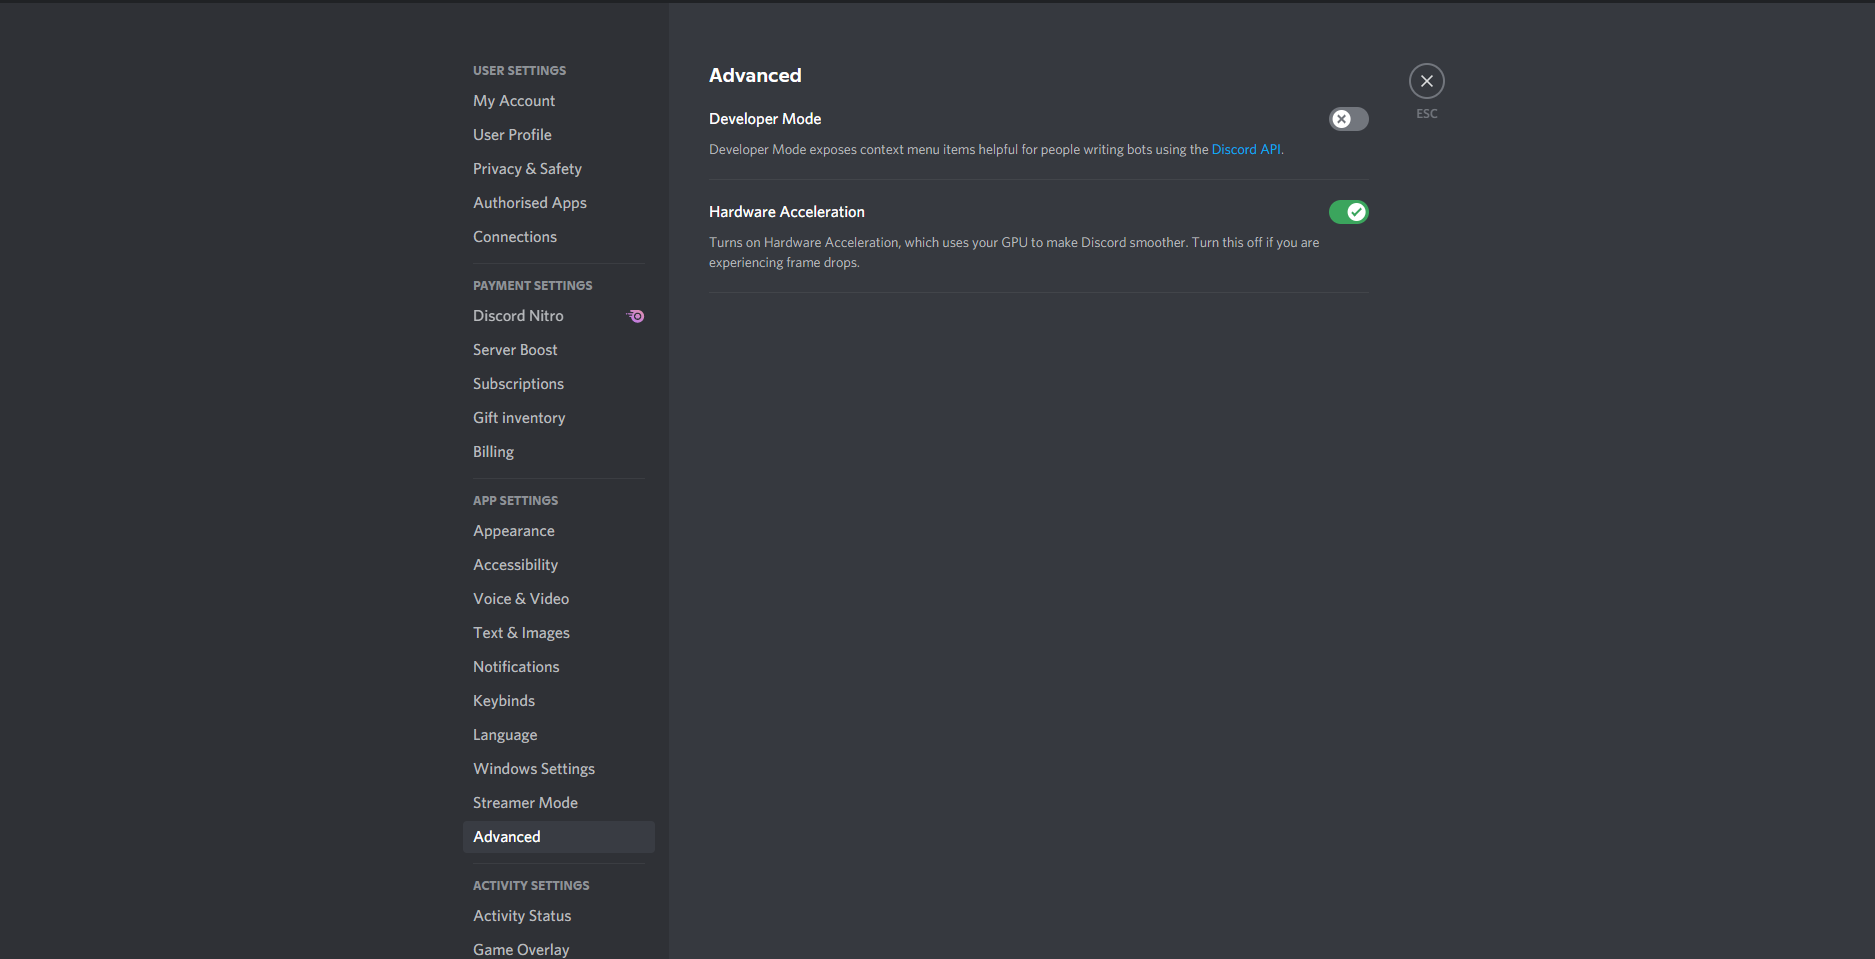 USER SETTINGS
My Account
User Profile
Privacy & Safety
Authorised Apps
Connections
PAYMENT SETTINGS
Discord Nitro
Server Boost
Subscriptions
Gift inventory
Billing
APP SETTINGS
Appearance
Accessibility
Voice & Video
Text & Images
Notifications
Keybinds
Language
Windows Settings
Streamer Mode
Advanced
ACTIVITY SETTINGS
Activity Status
Game Overlay
Advanced
Developer Mode
Developer Mode exposes context menu items helpful for people writing bots using the Discord API.
Hardware Acceleration
Turns on Hardware Acceleration, which uses your GPU to make Discord smoother. Turn this off if you are
experiencing frame drops.
ESC